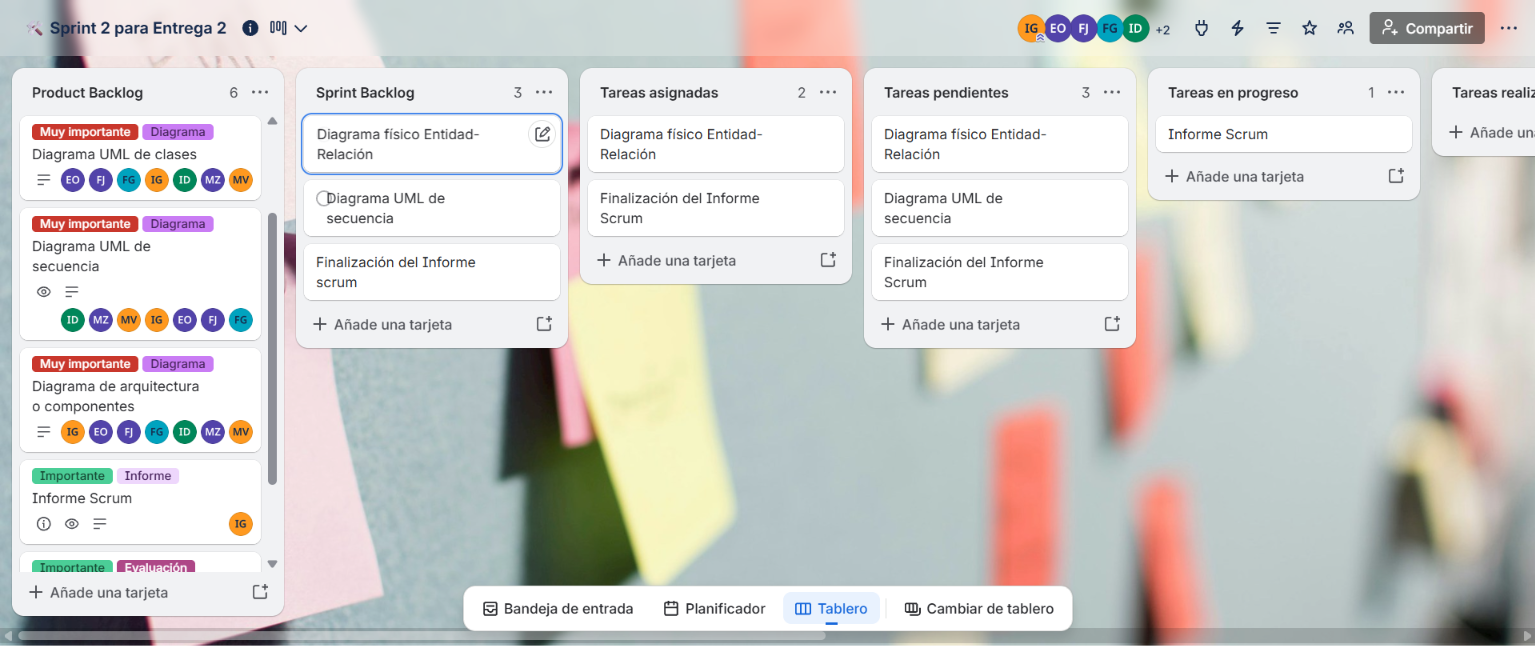 Sprint 2 para Entrega 2
IG EO FJ FG ID +2
Compartir
Product Backlog 6
Muy importante Diagrama
Diagrama UML de clases
EO FJ FG IG ID MZ MV
Muy importante Diagrama
Diagrama UML de
secuencia
ID MZ MV IG EO FJ FG
Muy importante Diagrama
Diagrama de arquitectura
o componentes
IG EO FJ FG ID MZ MV
Importante Informe
Informe Scrum
IG
Importante Evaluación
Añade una tarjeta
Sprint Backlog 3
Diagrama físico Entidad-
Relación
Diagrama UML de
secuencia
Finalización del Informe
scrum
Añade una tarjeta
Tareas asignadas 2
Diagrama físico Entidad-
Relación
Finalización del Informe
Scrum
Añade una tarjeta
Tareas pendientes 3
Diagrama físico Entidad-
Relación
Diagrama UML de
secuencia
Finalización del Informe
Scrum
Añade una tarjeta
Tareas en progreso 1
Informe Scrum
Añade una tarjeta
Tareas realiz
Añade un
Bandeja de entrada
Planificador
Tablero
Cambiar de tablero